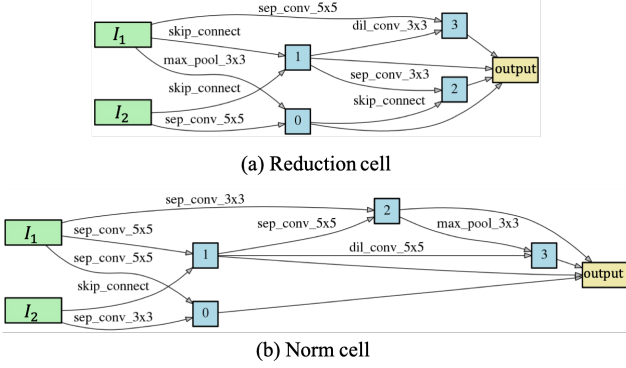 sep_conv_5x5
I₁
skip_connect
dil_conv_3x3
3
max_pool_3x3
1
output
sep_conv_3x3
skip_connect
2
skip_connect
I₂
sep_conv_5x5
0
(a) Reduction cell
sep_conv_3x3
2
I₁
sep_conv_5x5
sep_conv_5x5
max_pool_3x3
sep_conv_5x5
1
dil_conv_5x5
3
output
skip_connect
I₂
sep_conv_3x3
0
(b) Norm cell